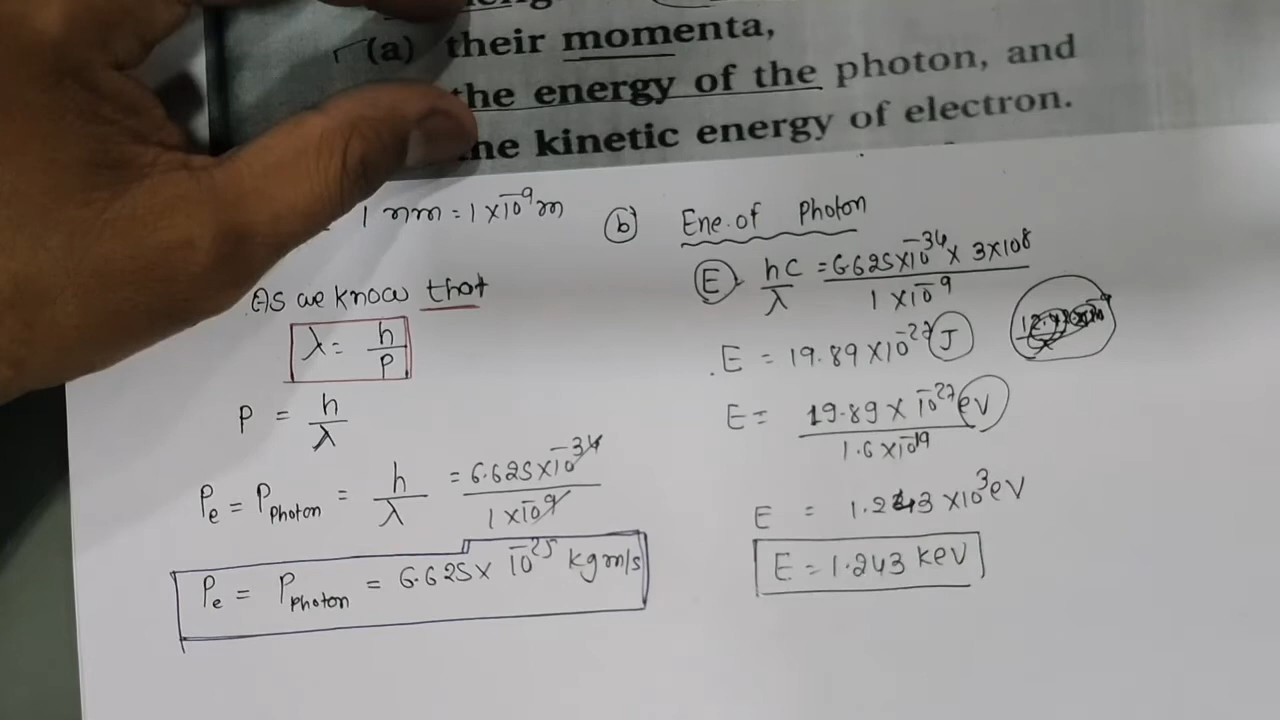 (a) their momenta,
the energy of the photon, and
the kinetic energy of electron.
1 nm = 1 × 10⁻⁹ m
As we know that
λ = h/P
P = h/λ
Pe = PPhoton = h/λ = 6.625 × 10⁻³⁴ / 1 × 10⁻⁹
Pe = PPhoton = 6.625 × 10⁻²⁵ kg m/s
(b) Ene. of Photon
E = hc/λ = 6.625 × 10⁻³⁴ × 3 × 10⁸ / 1 × 10⁻⁹
E = 19.89 × 10⁻²⁷ J
E = 19.89 × 10⁻²⁷ eV / 1.6 × 10⁻¹⁹
E = 1.243 × 10³ eV
E = 1.243 keV